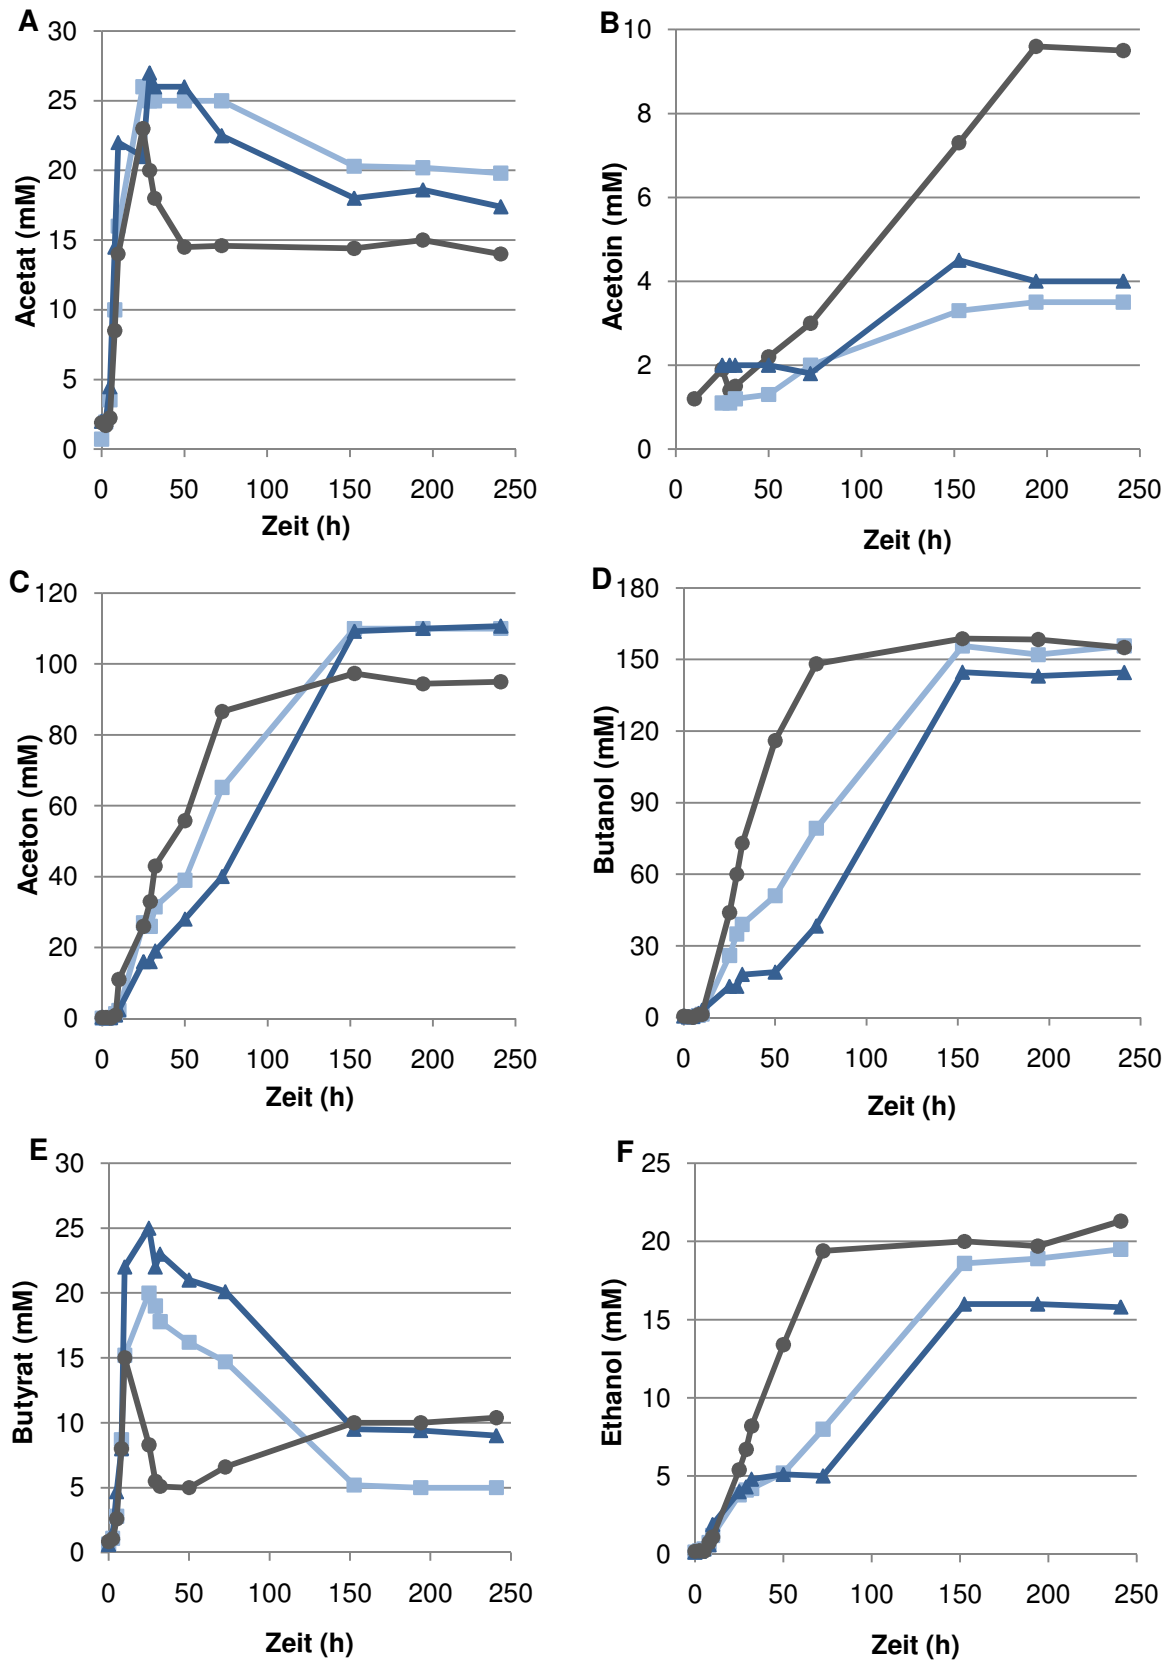 A
30
25
20
15
10
5
0
Acetat (mM)
0 50 100 150 200 250
Zeit (h)
B
10
8
6
4
2
0
Acetoin (mM)
0 50 100 150 200 250
Zeit (h)
C
120
100
80
60
40
20
0
Aceton (mM)
0 50 100 150 200 250
Zeit (h)
D
180
150
120
90
60
30
0
Butanol (mM)
0 50 100 150 200 250
Zeit (h)
E
30
25
20
15
10
5
0
Butyrat (mM)
0 50 100 150 200 250
Zeit (h)
F
25
20
15
10
5
0
Ethanol (mM)
0 50 100 150 200 250
Zeit (h)